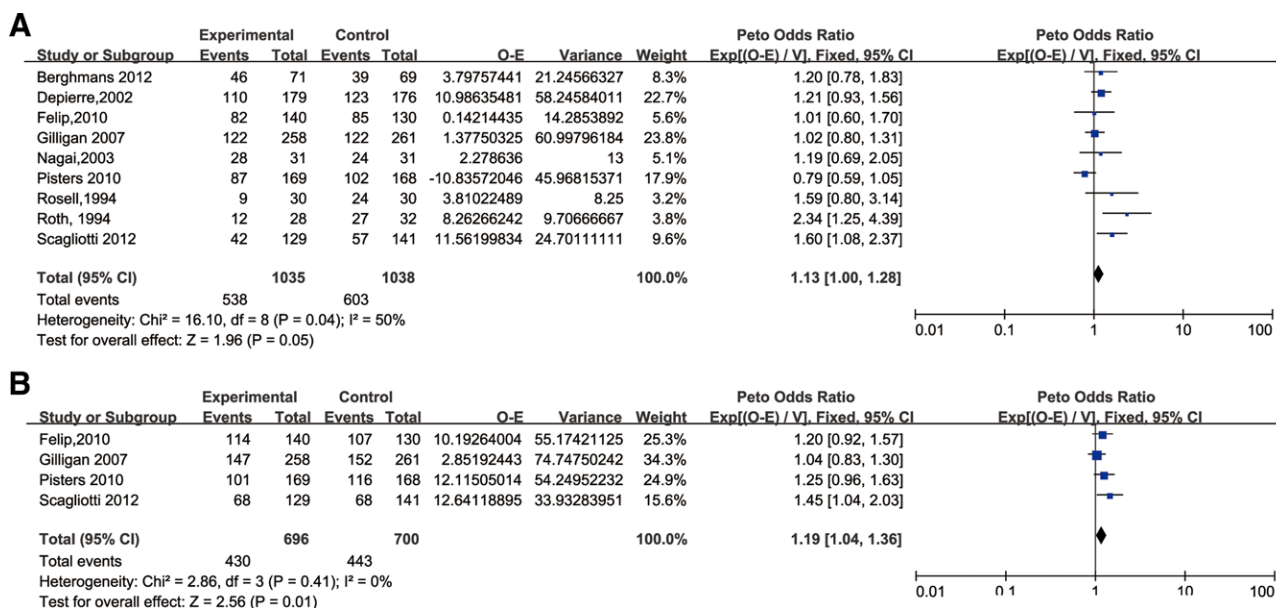 A
Experimental Control Peto Odds Ratio Peto Odds Ratio
Study or Subgroup Events Total Events Total O-E Variance Weight Exp[(O-E) / V], Fixed, 95% CI Exp[(O-E) / V], Fixed, 95% CI
Berghmans 2012 46 71 39 69 3.79757441 21.24566327 8.3% 1.20 [0.78, 1.83]
Depierre,2002 110 179 123 176 10.98635481 58.24584011 22.7% 1.21 [0.93, 1.56]
Felip,2010 82 140 85 130 0.14214435 14.2853892 5.6% 1.01 [0.60, 1.70]
Gilligan 2007 122 258 122 261 1.37750325 60.99796184 23.8% 1.02 [0.80, 1.31]
Nagai,2003 28 31 24 31 2.278636 13 5.1% 1.19 [0.69, 2.05]
Pisters 2010 87 169 102 168 -10.83572046 45.96815371 17.9% 0.79 [0.59, 1.05]
Rosell,1994 9 30 24 30 3.81022489 8.25 3.2% 1.59 [0.80, 3.14]
Roth, 1994 12 28 27 32 8.26266242 9.70666667 3.8% 2.34 [1.25, 4.39]
Scagliotti 2012 42 129 57 141 11.56199834 24.70111111 9.6% 1.60 [1.08, 2.37]
Total (95% CI) 1035 1038 100.0% 1.13 [1.00, 1.28]
Total events 538 603
Heterogeneity: Chi² = 16.10, df = 8 (P = 0.04); I² = 50%
Test for overall effect: Z = 1.96 (P = 0.05)
0.01 0.1 1 10 100
B
Experimental Control Peto Odds Ratio Peto Odds Ratio
Study or Subgroup Events Total Events Total O-E Variance Weight Exp[(O-E) / V], Fixed, 95% CI Exp[(O-E) / V], Fixed, 95% CI
Felip,2010 114 140 107 130 10.19264004 55.17421125 25.3% 1.20 [0.92, 1.57]
Gilligan 2007 147 258 152 261 2.85192443 74.74750242 34.3% 1.04 [0.83, 1.30]
Pisters 2010 101 169 116 168 12.11505014 54.24952232 24.9% 1.25 [0.96, 1.63]
Scagliotti 2012 68 129 68 141 12.64118895 33.93283951 15.6% 1.45 [1.04, 2.03]
Total (95% CI) 696 700 100.0% 1.19 [1.04, 1.36]
Total events 430 443
Heterogeneity: Chi² = 2.86, df = 3 (P = 0.41); I² = 0%
Test for overall effect: Z = 2.56 (P = 0.01)
0.01 0.1 1 10 100